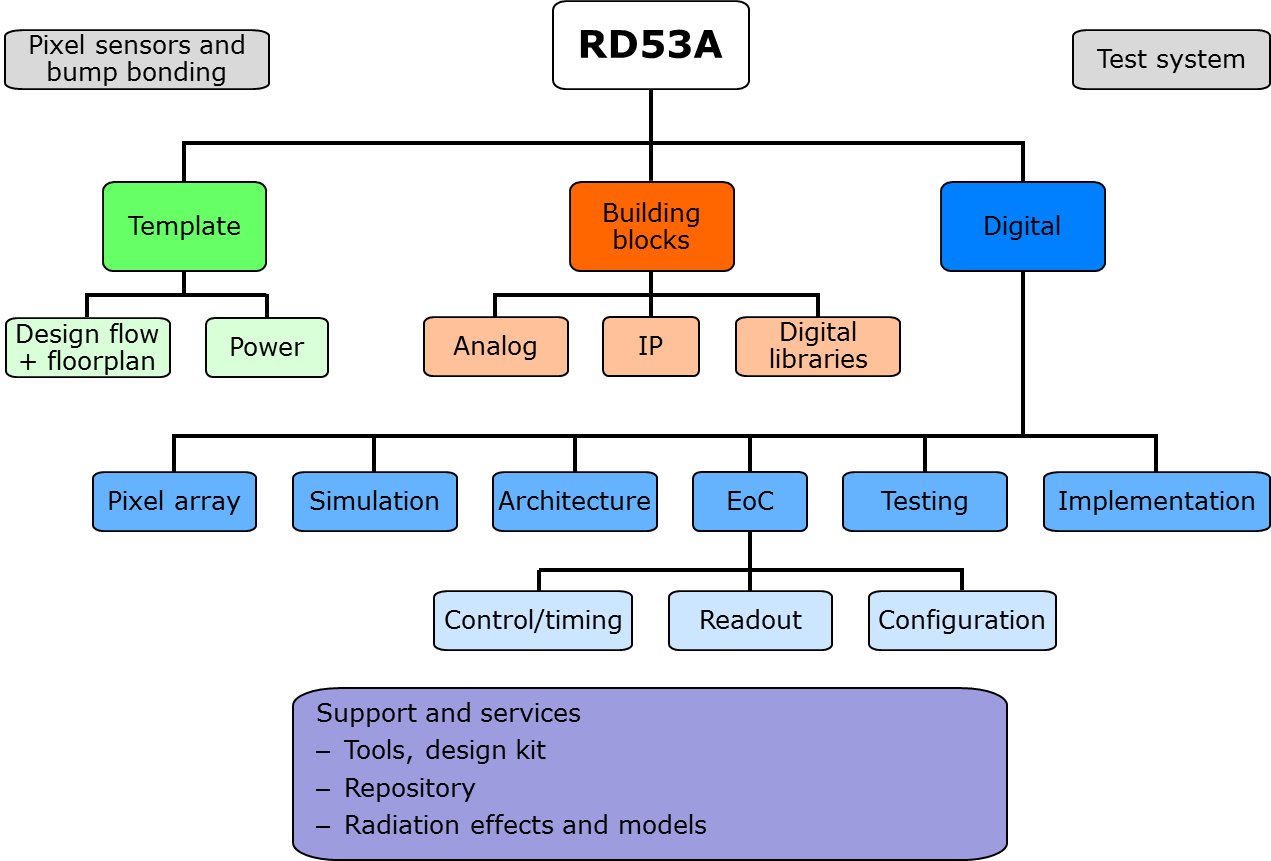 RD53A
Pixel sensors and
bump bonding
Test system
Template
Building
blocks
Digital
Design flow
+ floorplan
Power
Analog
IP
Digital
libraries
Pixel array
Simulation
Architecture
EoC
Testing
Implementation
Control/timing
Readout
Configuration
Support and services
– Tools, design kit
– Repository
– Radiation effects and models